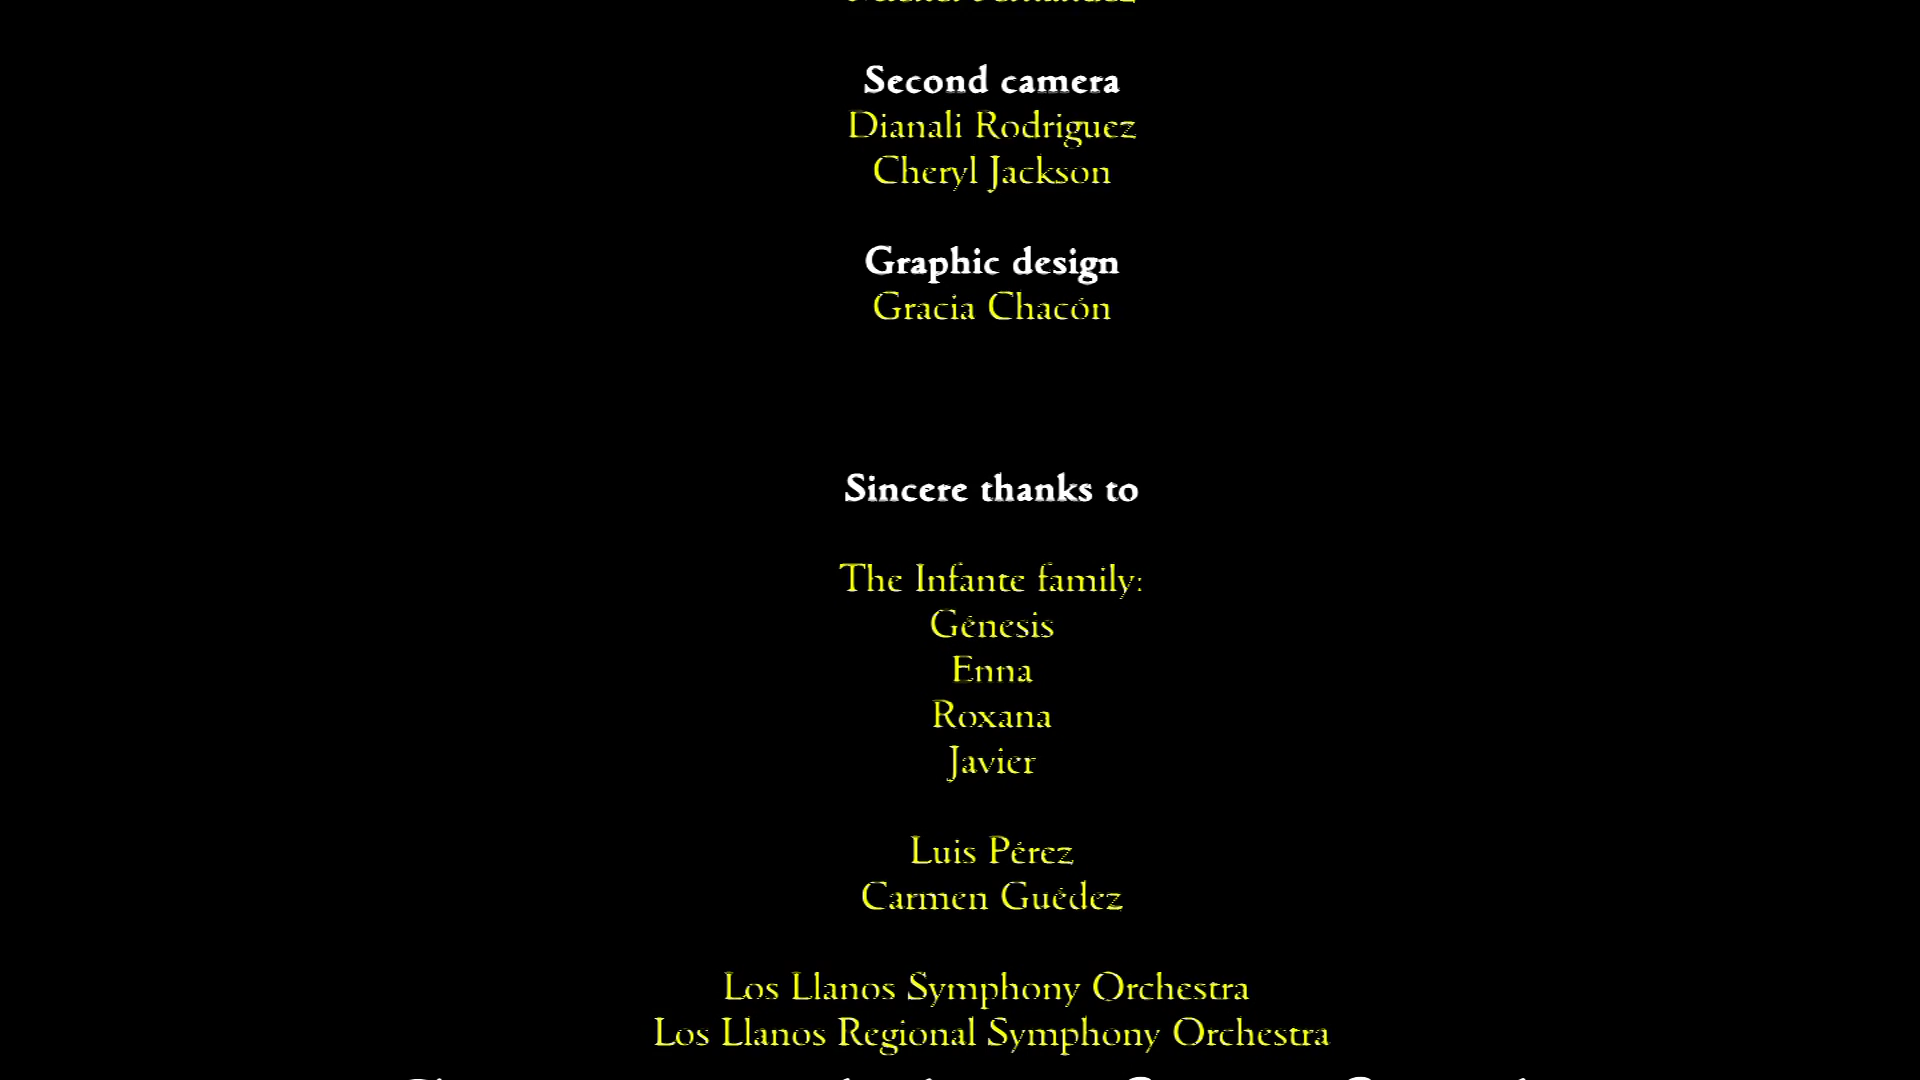 Second camera
Dianali Rodriguez
Cheryl Jackson
Graphic design
Gracia Chacón
Sincere thanks to
The Infante family:
Génesis
Enna
Roxana
Javier
Luis Pérez
Carmen Guédez
Los Llanos Symphony Orchestra
Los Llanos Regional Symphony Orchestra